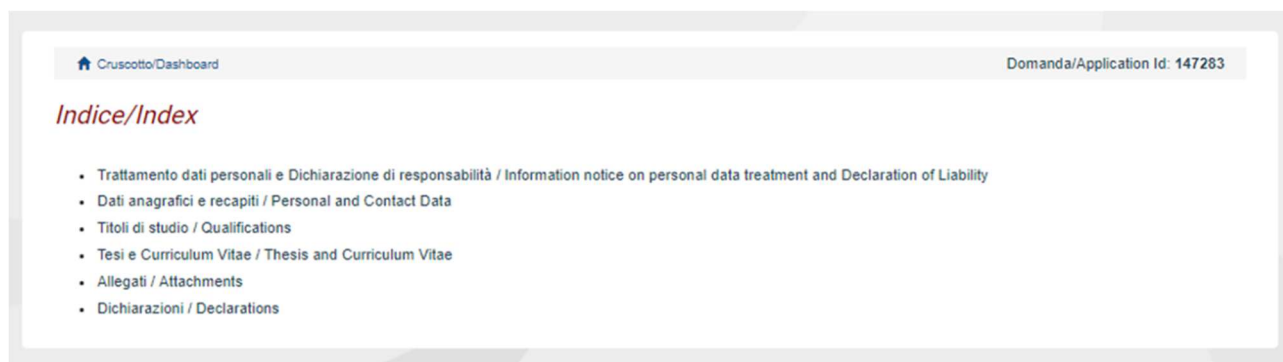 Cruscotto/Dashboard Domanda/Application Id: 147283
Indice/Index
Trattamento dati personali e Dichiarazione di responsabilità / Information notice on personal data treatment and Declaration of Liability
Dati anagrafici e recapiti / Personal and Contact Data
Titoli di studio / Qualifications
Tesi e Curriculum Vitae / Thesis and Curriculum Vitae
Allegati / Attachments
Dichiarazioni / Declarations